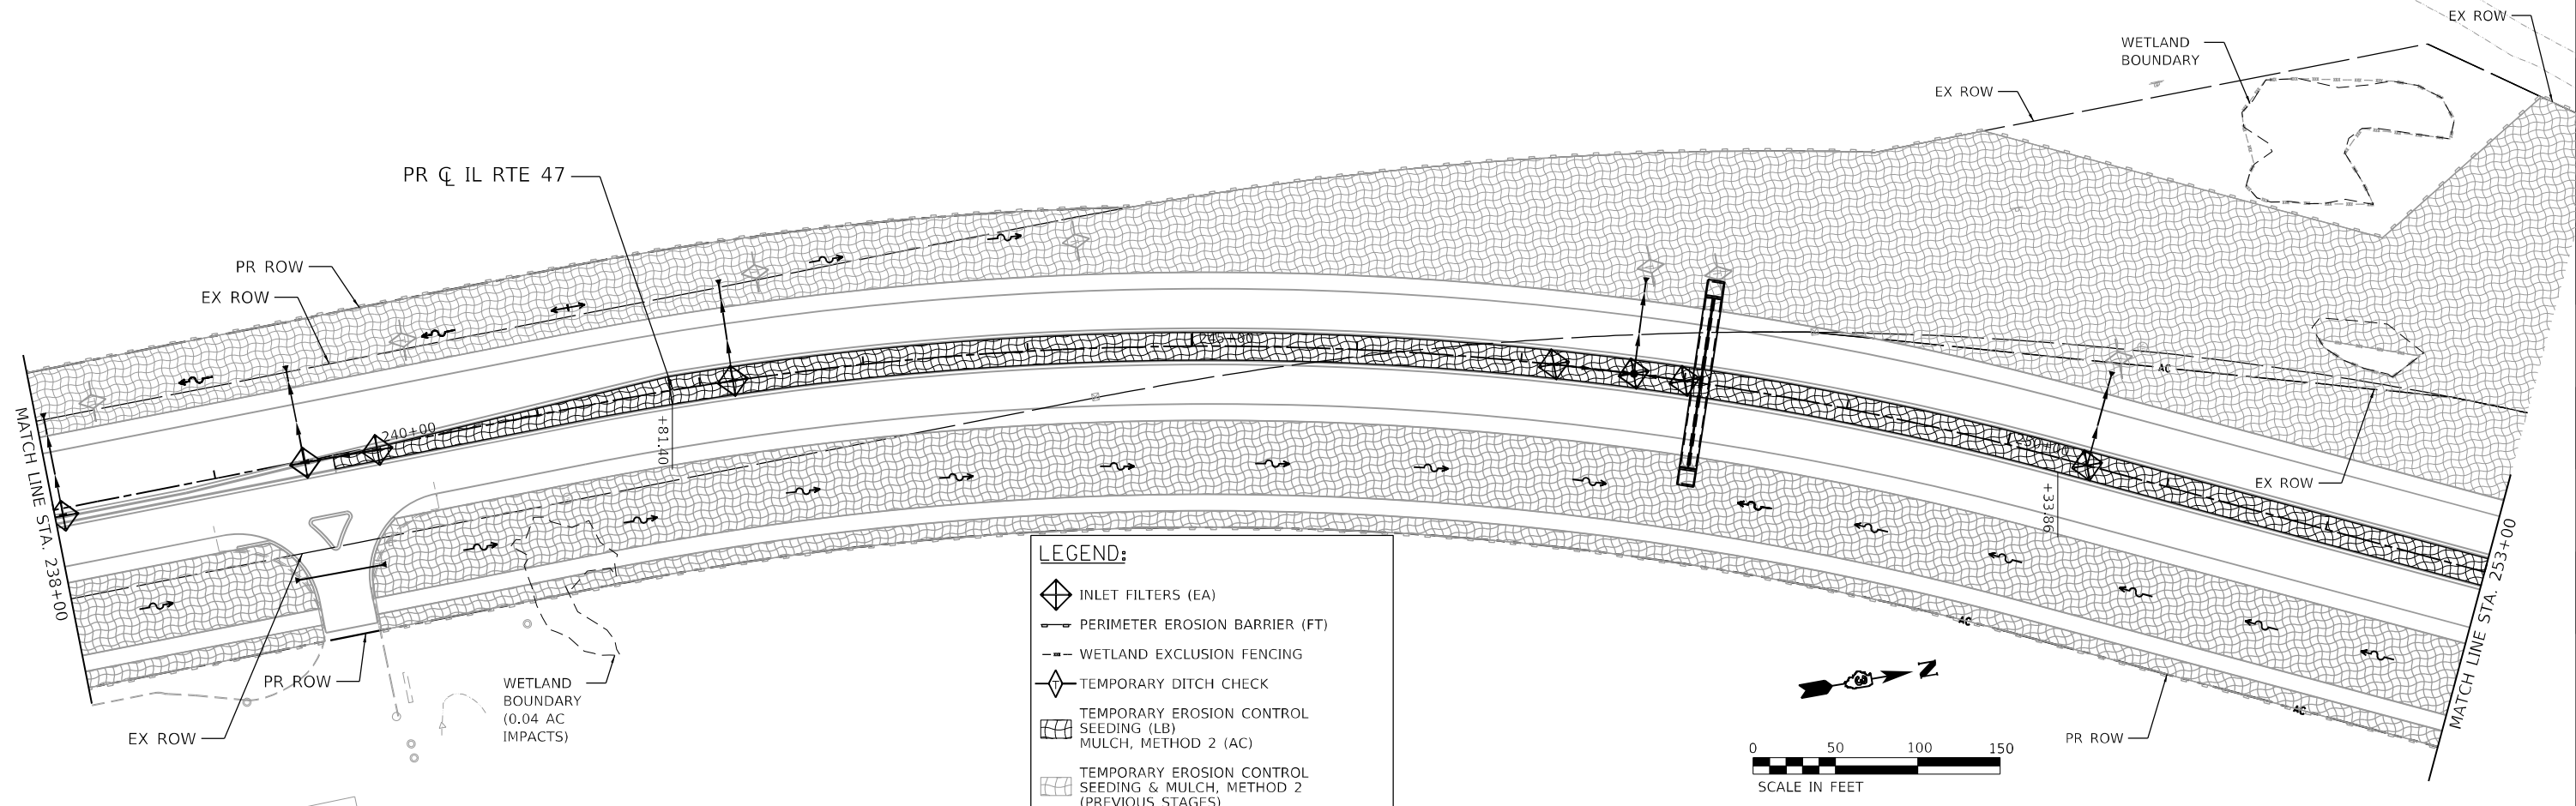 EX ROW
WETLAND
BOUNDARY
EX ROW
PR ℄ IL RTE 47
PR ROW
EX ROW
MATCH LINE STA. 238+00
240+00
+81.40
245+00
250+00
+33.86
AC
EX ROW
MATCH LINE STA. 253+00
PR ROW
EX ROW
WETLAND
BOUNDARY
(0.04 AC
IMPACTS)
LEGEND:
INLET FILTERS (EA)
PERIMETER EROSION BARRIER (FT)
WETLAND EXCLUSION FENCING
T
TEMPORARY DITCH CHECK
TEMPORARY EROSION CONTROL
SEEDING (LB)
MULCH, METHOD 2 (AC)
TEMPORARY EROSION CONTROL
SEEDING & MULCH, METHOD 2
(PREVIOUS STAGES)
AC
AC
N
PR ROW
0 50 100 150
SCALE IN FEET